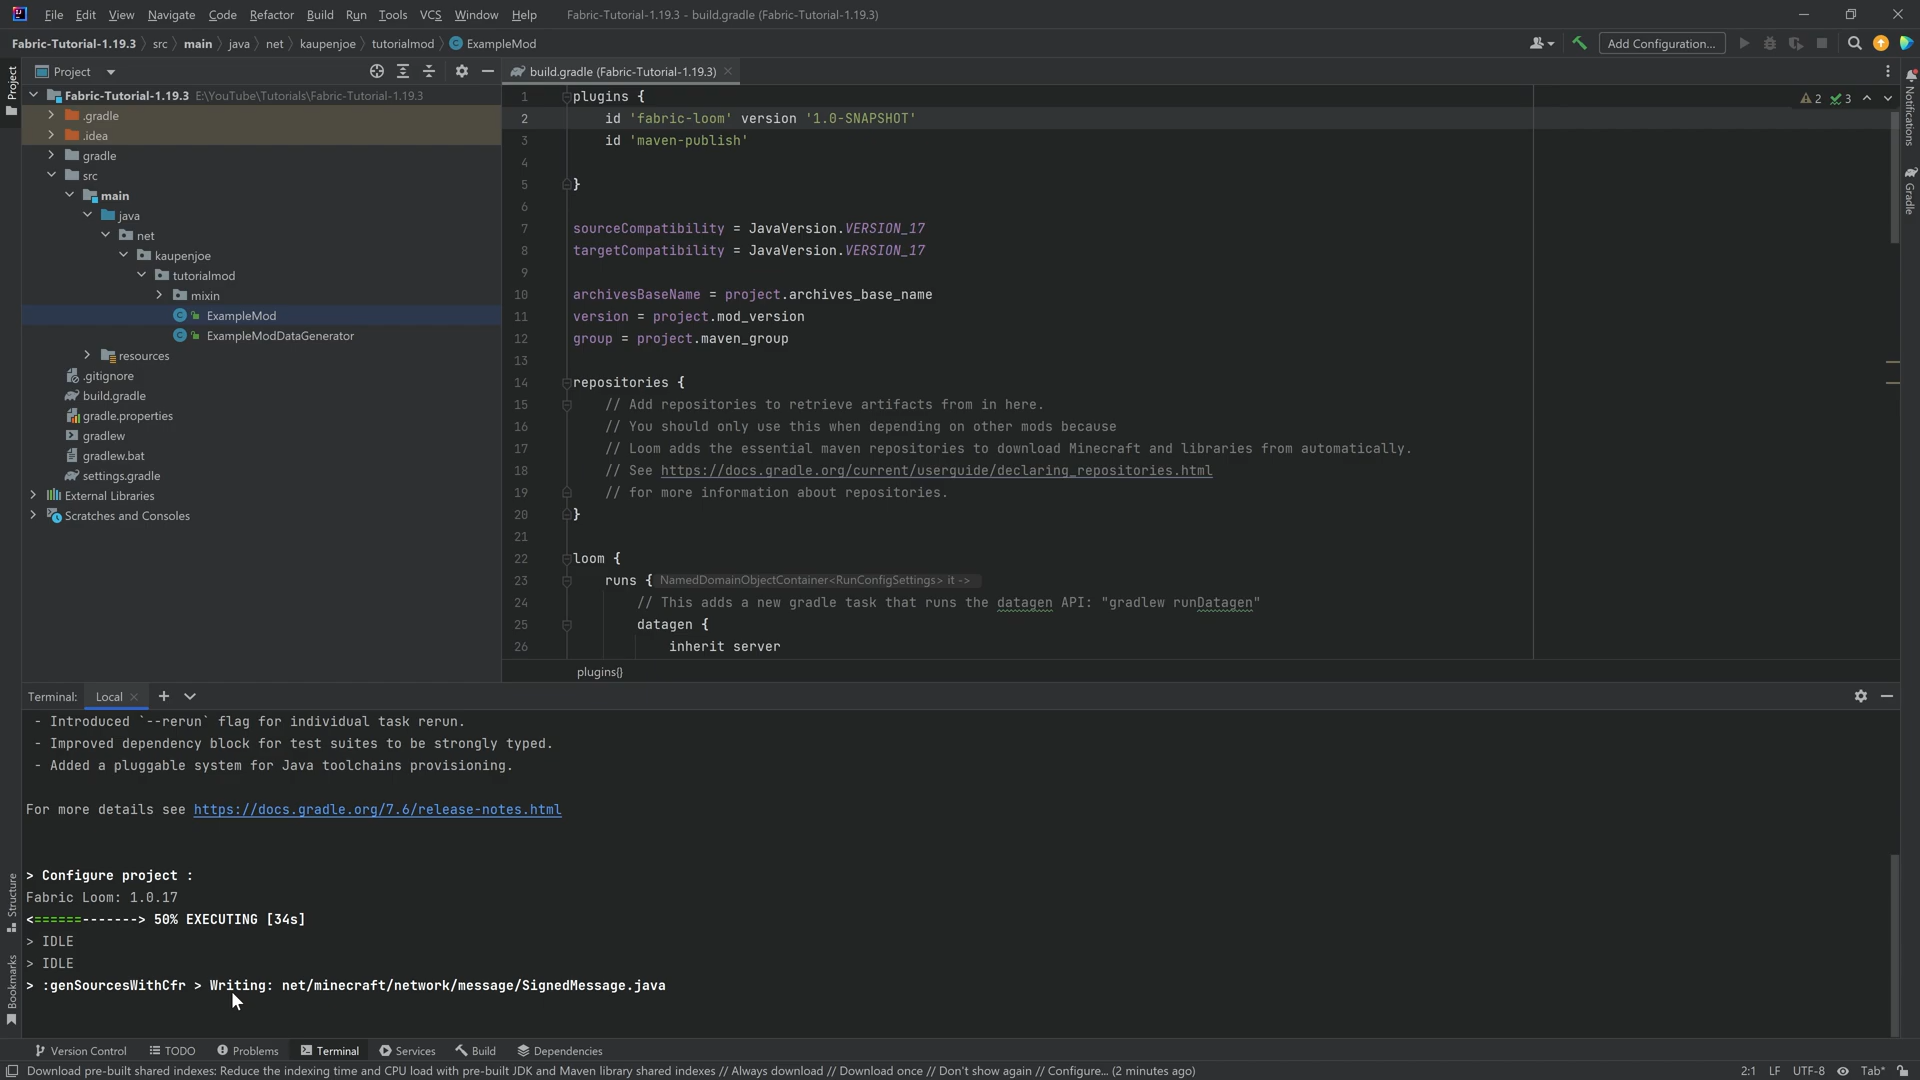 File Edit View Navigate Code Refactor Build Run Tools VCS Window Help Fabric-Tutorial-1.19.3 - build.gradle (Fabric-Tutorial-1.19.3)
Fabric-Tutorial-1.19.3 src main java net kaupenjoe tutorialmod ExampleMod Add Configuration...
Project
Project
build.gradle (Fabric-Tutorial-1.19.3)
Notifications
Gradle
Fabric-Tutorial-1.19.3 E:\YouTube\Tutorials\Fabric-Tutorial-1.19.3
.gradle
.idea
gradle
src
main
java
net
kaupenjoe
tutorialmod
mixin
ExampleMod
ExampleModDataGenerator
resources
.gitignore
build.gradle
gradle.properties
gradlew
gradlew.bat
settings.gradle
External Libraries
Scratches and Consoles
2 3
1 plugins {
2 id 'fabric-loom' version '1.0-SNAPSHOT'
3 id 'maven-publish'
4
5 }
6
7 sourceCompatibility = JavaVersion.VERSION_17
8 targetCompatibility = JavaVersion.VERSION_17
9
10 archivesBaseName = project.archives_base_name
11 version = project.mod_version
12 group = project.maven_group
13
14 repositories {
15 // Add repositories to retrieve artifacts from in here.
16 // You should only use this when depending on other mods because
17 // Loom adds the essential maven repositories to download Minecraft and libraries from automatically.
18 // See https://docs.gradle.org/current/userguide/declaring_repositories.html
19 // for more information about repositories.
20 }
21
22 loom {
23 runs { NamedDomainObjectContainer<RunConfigSettings> it ->
24 // This adds a new gradle task that runs the datagen API: "gradlew runDatagen"
25 datagen {
26 inherit server
plugins{}
Terminal: Local
- Introduced `--rerun` flag for individual task rerun.
- Improved dependency block for test suites to be strongly typed.
- Added a pluggable system for Java toolchains provisioning.
For more details see https://docs.gradle.org/7.6/release-notes.html
> Configure project :
Fabric Loom: 1.0.17
<======-------> 50% EXECUTING [34s]
> IDLE
> IDLE
> :genSourcesWithCfr > Writing: net/minecraft/network/message/SignedMessage.java
Structure
Bookmarks
Version Control TODO Problems Terminal Services Build Dependencies
Download pre-built shared indexes: Reduce the indexing time and CPU load with pre-built JDK and Maven library shared indexes // Always download // Download once // Don't show again // Configure... (2 minutes ago) 2:1 LF UTF-8 Tab*